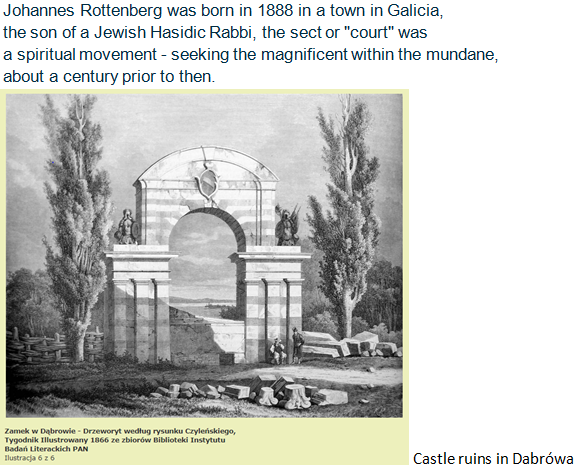 Johannes Rottenberg was born in 1888 in a town in Galicia,
the son of a Jewish Hasidic Rabbi, the sect or "court" was
a spiritual movement - seeking the magnificent within the mundane,
about a century prior to then.
Zamek w Dąbrowie - Drzeworyt według rysunku Czyleńskiego,
Tygodnik Illustrowany 1866 ze zbiorów Biblioteki Instytutu
Badań Literackich PAN
Ilustracja 6 z 6
Castle ruins in Dabrówa